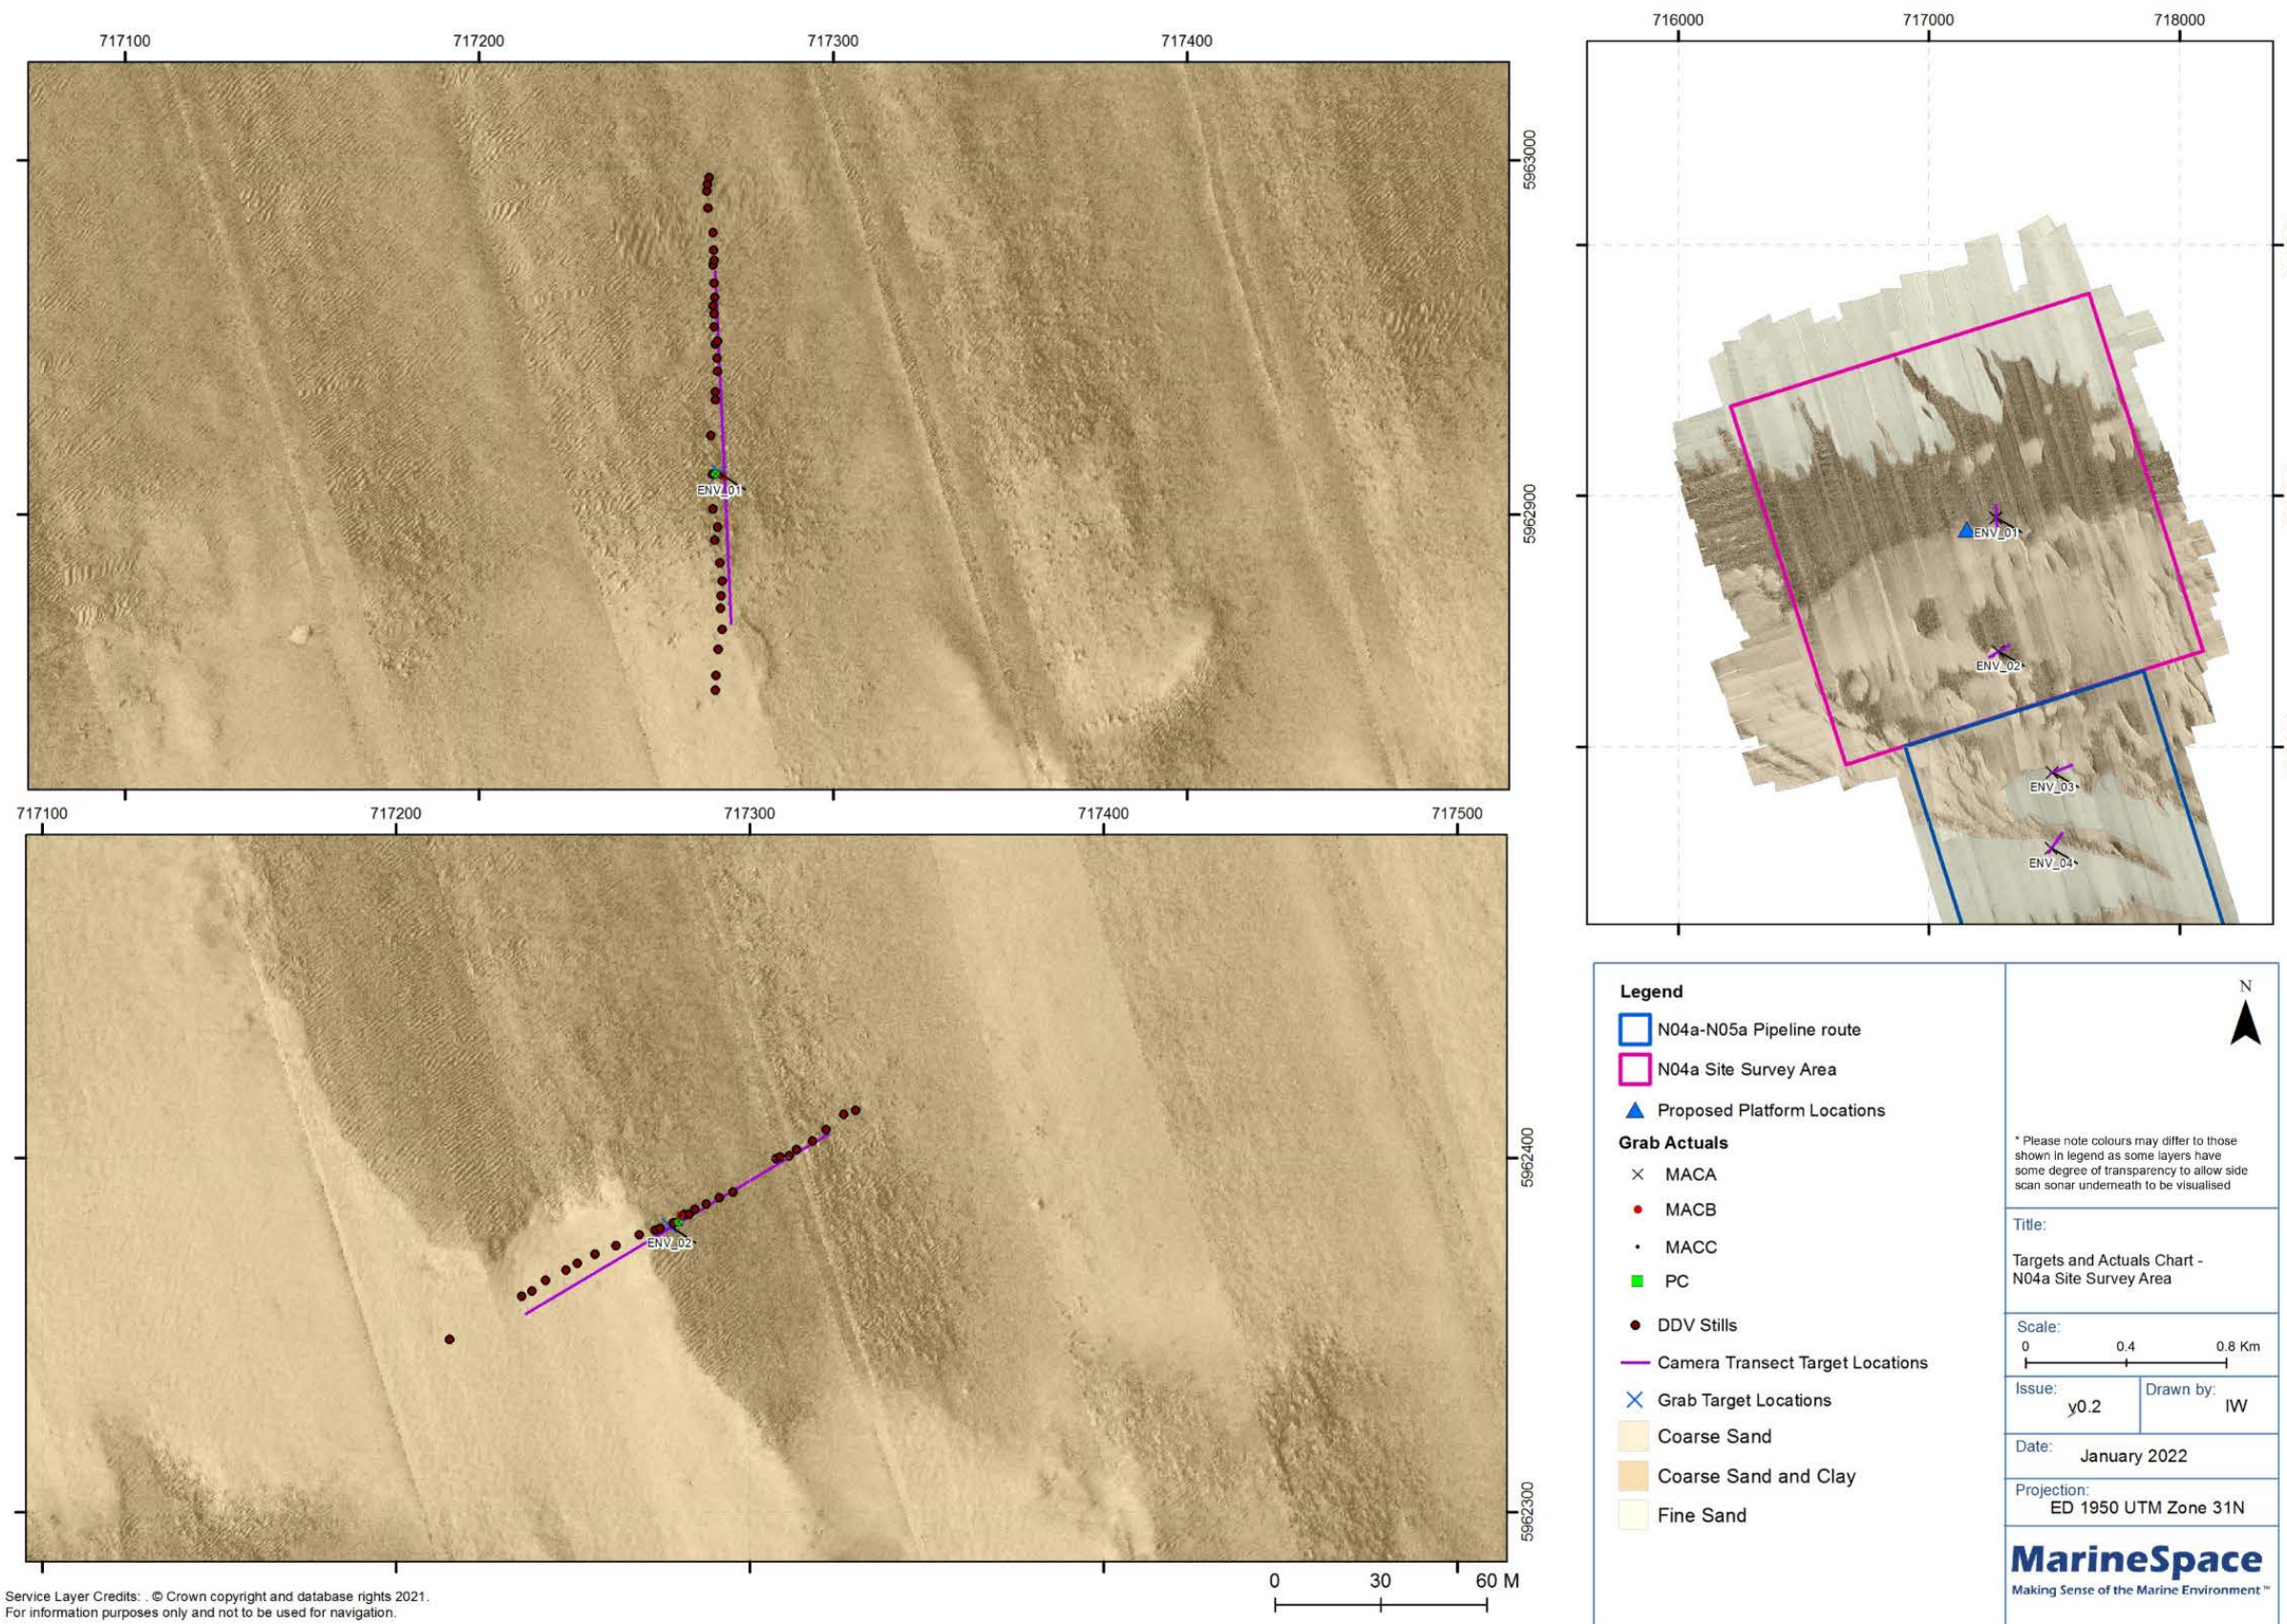 717100 717200 717300 717400
5963000
5962900
ENV_01
717100 717200 717300 717400 717500
5962400
5962300
ENV_02
0 30 60 M
Service Layer Credits: . © Crown copyright and database rights 2021.
For information purposes only and not to be used for navigation.
716000 717000 718000
ENV_01
ENV_02
ENV_03
ENV_04
Legend
N04a-N05a Pipeline route
N04a Site Survey Area
Proposed Platform Locations
Grab Actuals
MACA
MACB
MACC
PC
DDV Stills
Camera Transect Target Locations
Grab Target Locations
Coarse Sand
Coarse Sand and Clay
Fine Sand
N
* Please note colours may differ to those
shown in legend as some layers have
some degree of transparency to allow side
scan sonar underneath to be visualised
Title:
Targets and Actuals Chart -
N04a Site Survey Area
Scale:
0 0.4 0.8 Km
Issue:
v0.2
Drawn by:
IW
Date:
January 2022
Projection:
ED 1950 UTM Zone 31N
MarineSpace
Making Sense of the Marine Environment ™